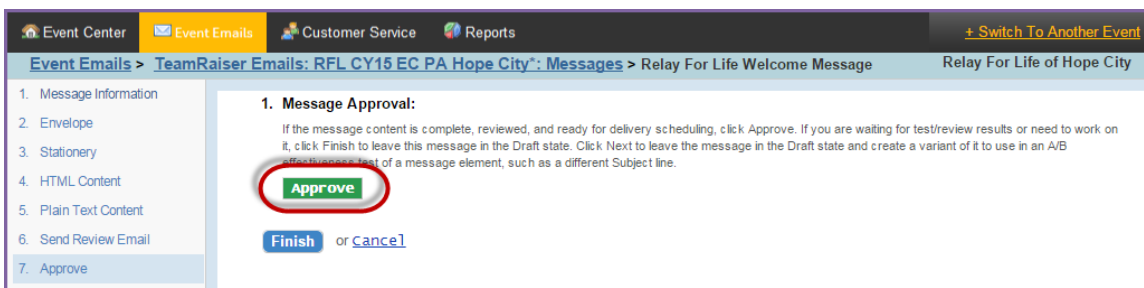 Event Center Event Emails Customer Service Reports + Switch To Another Event
Event Emails > TeamRaiser Emails: RFL CY15 EC PA Hope City*: Messages > Relay For Life Welcome Message Relay For Life of Hope City
1. Message Information
2. Envelope
3. Stationery
4. HTML Content
5. Plain Text Content
6. Send Review Email
7. Approve
1. Message Approval:
If the message content is complete, reviewed, and ready for delivery scheduling, click Approve. If you are waiting for test/review results or need to work on
it, click Finish to leave this message in the Draft state. Click Next to leave the message in the Draft state and create a variant of it to use in an A/B
effectiveness test of a message element, such as a different Subject line.
Approve
Finish or Cancel